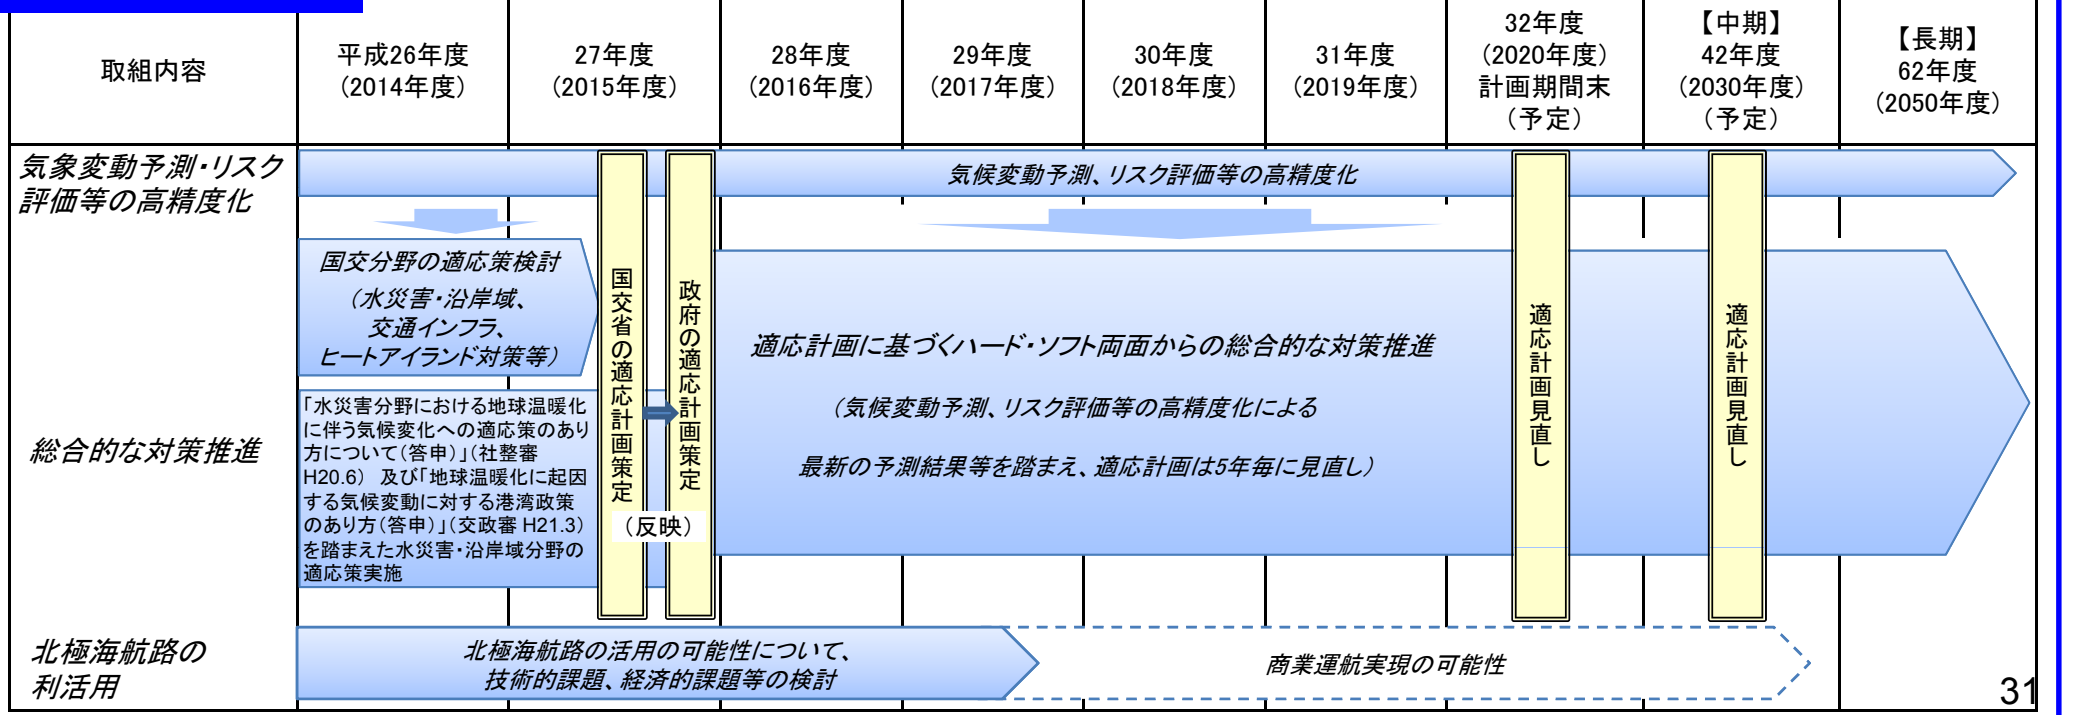 取組内容
平成26年度
（2014年度）
27年度
（2015年度）
28年度
（2016年度）
29年度
（2017年度）
30年度
（2018年度）
31年度
（2019年度）
32年度
（2020年度）
計画期間末
（予定）
【中期】
42年度
（2030年度）
（予定）
【長期】
62年度
（2050年度）
気象変動予測・リスク
評価等の高精度化
気候変動予測、リスク評価等の高精度化
国交分野の適応策検討
（水災害・沿岸域、
交通インフラ、
ヒートアイランド対策等）
国交省の適応計画策定
政府の適応計画策定
（反映）
適応計画に基づくハード・ソフト両面からの総合的な対策推進
（気候変動予測、リスク評価等の高精度化による
最新の予測結果等を踏まえ、適応計画は5年毎に見直し）
適応計画見直し
適応計画見直し
総合的な対策推進
「水災害分野における地球温暖化
に伴う気候変化への適応策のあり
方について（答申）」（社整審
H20.6） 及び「地球温暖化に起因
する気候変動に対する港湾政策
のあり方（答申）」（交政審 H21.3）
を踏まえた水災害・沿岸域分野の
適応策実施
北極海航路の
利活用
北極海航路の活用の可能性について、
技術的課題、経済的課題等の検討
商業運航実現の可能性
31